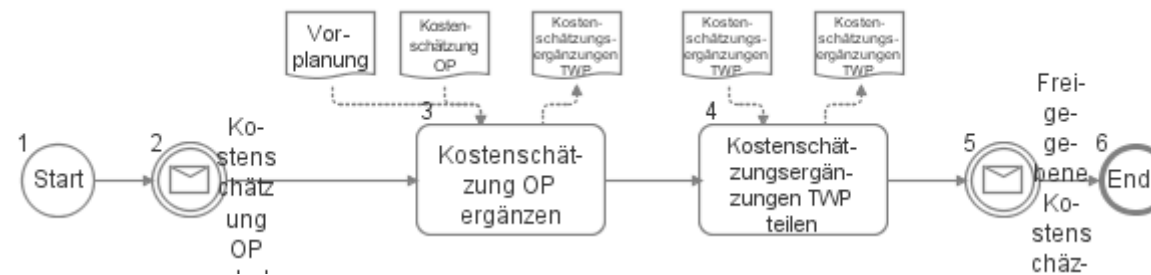 Vor-
planung
Kosten-
schätzung
OP
Kosten-
schätzungs-
ergänzungen
TWP
Kosten-
schätzungs-
ergänzungen
TWP
Kosten-
schätzungs-
ergänzungen
TWP
1
Start
2
Ko-
stens
chätz
ung
OP
3
Kostenschät-
zung OP
ergänzen
4
Kostenschät-
zungsergän-
zungen TWP
teilen
5
Frei-
ge-
ge-
bene
Ko-
stens
chäz-
6
End